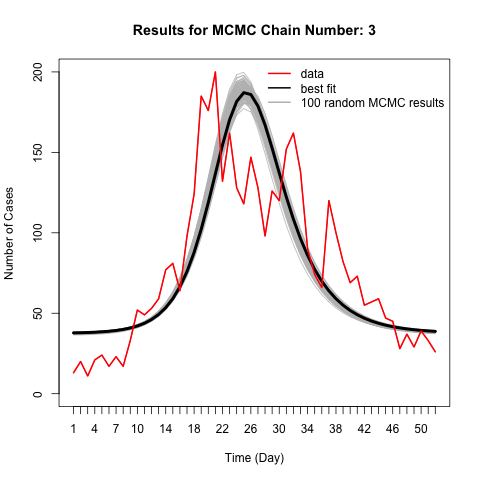 Results for MCMC Chain Number: 3
data
best fit
100 random MCMC results
200
150
100
50
0
Number of Cases
1 4 7 10 14 18 22 26 30 34 38 42 46 50
Time (Day)